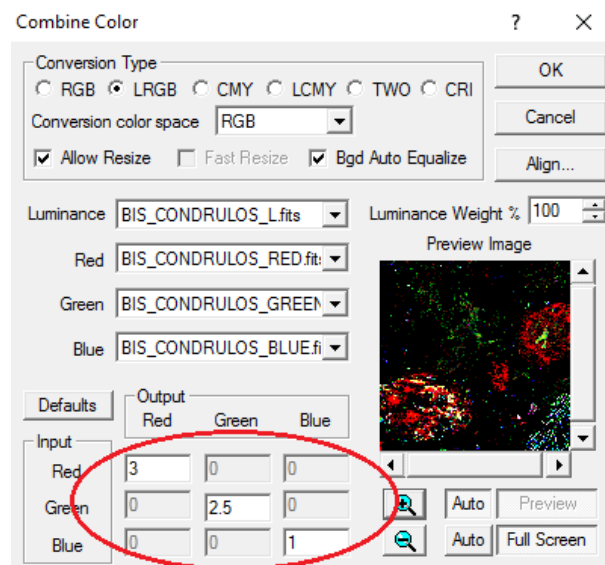 Combine Color ? ×
Conversion Type
RGB LRGB CMY LCMY TWO CRI
OK
Conversion color space RGB
Cancel
Allow Resize Fast Resize Bgd Auto Equalize
Align...
Luminance BIS_CONDRULOS_L.fits
Luminance Weight % 100
Red BIS_CONDRULOS_RED.fit
Preview Image
Green BIS_CONDRULOS_GREEN
Blue BIS_CONDRULOS_BLUE.fi
Defaults
Output
Red Green Blue
Input
Red 3 0 0
Green 0 2.5 0
Auto Preview
Blue 0 0 1
Auto Full Screen